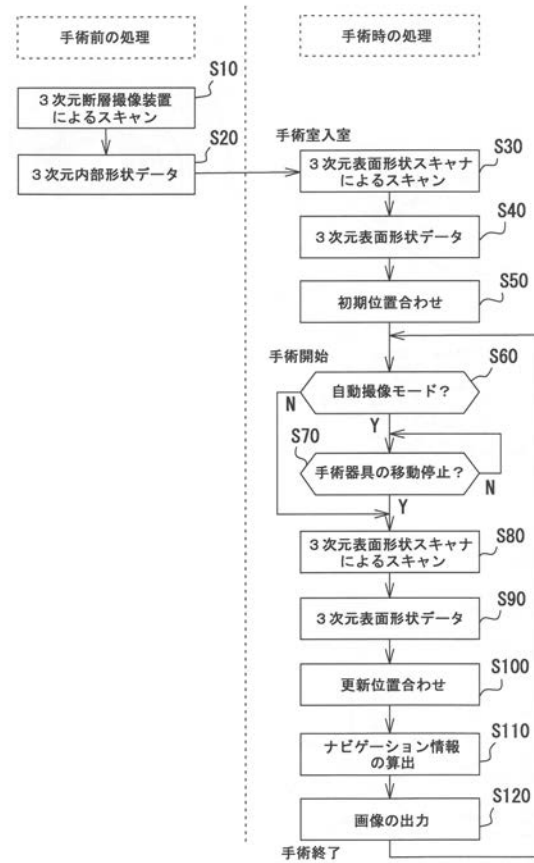 手術前の処理
S10
3次元断層撮像装置
によるスキャン
S20
3次元内部形状データ
手術時の処理
手術室入室
S30
3次元表面形状スキャナ
によるスキャン
S40
3次元表面形状データ
S50
初期位置合わせ
手術開始
S60
自動撮像モード?
N
Y
S70
手術器具の移動停止?
N
Y
S80
3次元表面形状スキャナ
によるスキャン
S90
3次元表面形状データ
S100
更新位置合わせ
S110
ナビゲーション情報
の算出
S120
画像の出力
手術終了